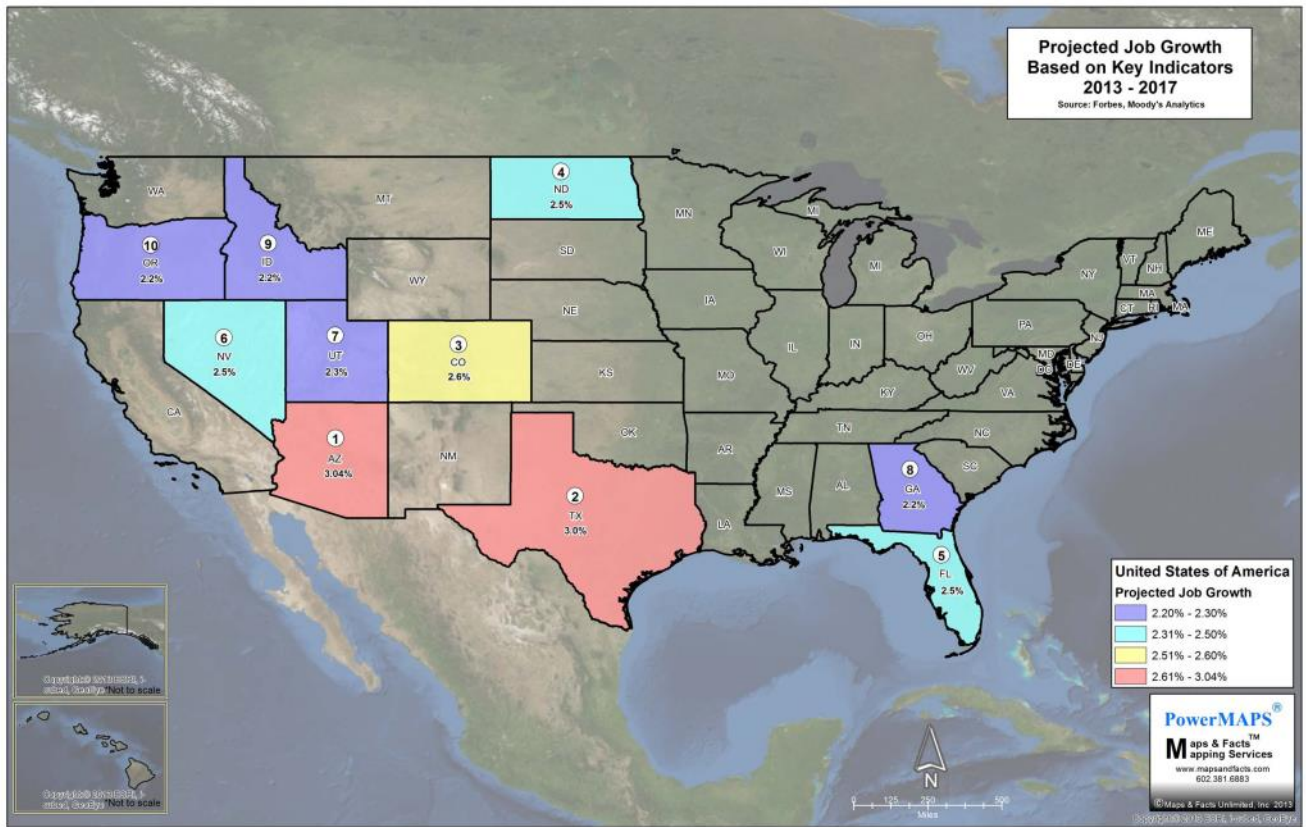 Projected Job Growth
Based on Key Indicators
2013 - 2017
Source: Forbes, Moody's Analytics
WA
MT
4
ND
2.5%
MN
MI
ME
10
OR
2.2%
9
ID
2.2%
SD
WI
MI
VT
NH
NY
WY
MA
CT
RI
MA
IA
NE
PA
NJ
6
NV
2.5%
7
UT
2.3%
3
CO
2.6%
IL
IN
OH
MD
DE
DC
WV
KS
MO
KY
VA
CA
TN
NC
OK
1
AZ
3.04%
NM
AR
SC
8
GA
2.2%
MS
AL
2
TX
3.0%
LA
5
FL
2.5%
United States of America
Projected Job Growth
2.20% - 2.30%
2.31% - 2.50%
2.51% - 2.60%
2.61% - 3.04%
*Not to scale
*Not to scale
PowerMAPS®
Maps & Facts™
Mapping Services
www.mapsandfacts.com
602.381.6883
©Maps & Facts Unlimited, Inc 2013
N
0 125 250 500
Miles